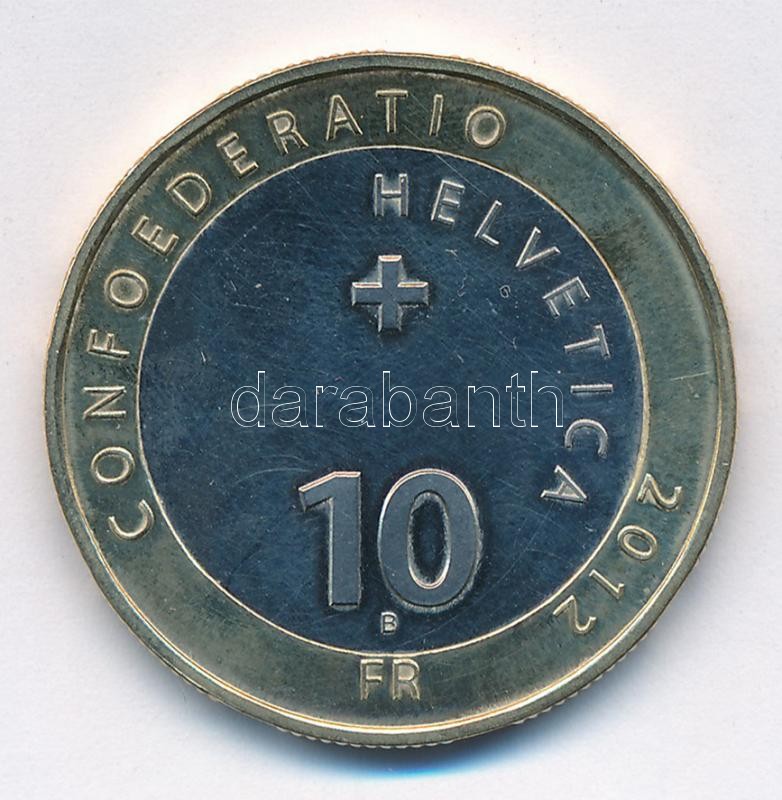 CONFOEDERATIO
HELVETICA
2012
darabanth
10
B
FR